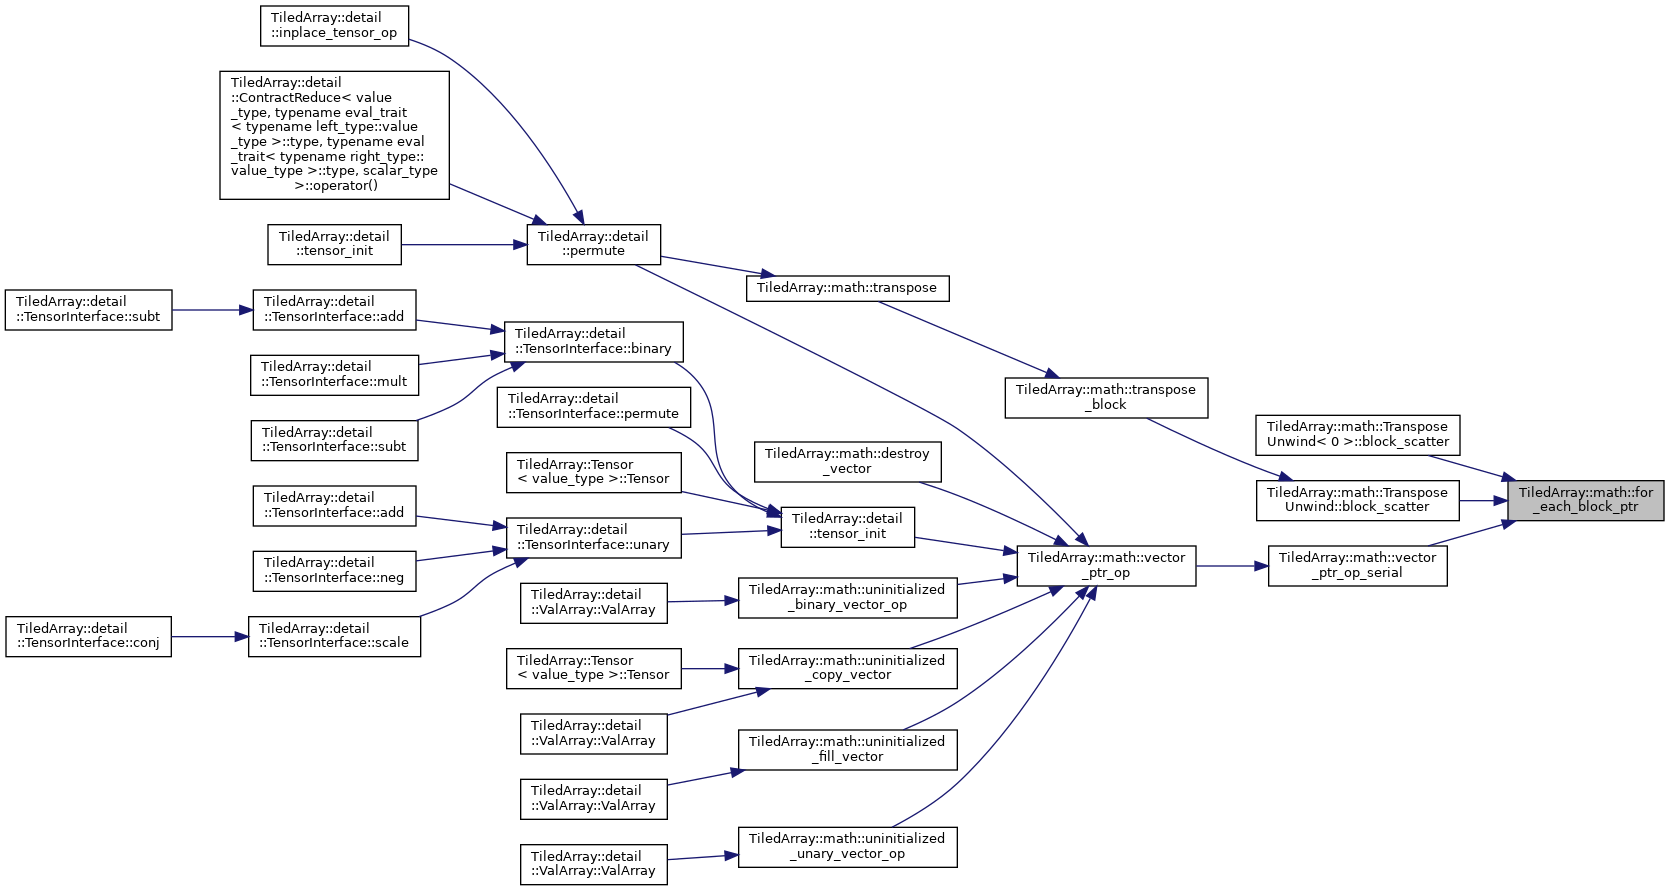 TiledArray::detail
::inplace_tensor_op
TiledArray::detail
::ContractReduce< value
_type, typename eval_trait
< typename left_type::value
_type >::type, typename eval
_trait< typename right_type::
value_type >::type, scalar_type
>::operator()
TiledArray::detail
::tensor_init
TiledArray::detail
::permute
TiledArray::math::transpose
TiledArray::detail
::TensorInterface::subt
TiledArray::detail
::TensorInterface::add
TiledArray::detail
::TensorInterface::binary
TiledArray::detail
::TensorInterface::mult
TiledArray::detail
::TensorInterface::permute
TiledArray::math::transpose
_block
TiledArray::detail
::TensorInterface::subt
TiledArray::math::Transpose
Unwind< 0 >::block_scatter
TiledArray::math::destroy
_vector
TiledArray::Tensor
< value_type >::Tensor
TiledArray::math::Transpose
Unwind::block_scatter
TiledArray::math::for
_each_block_ptr
TiledArray::detail
::TensorInterface::add
TiledArray::detail
::TensorInterface::unary
TiledArray::detail
::tensor_init
TiledArray::math::vector
_ptr_op
TiledArray::math::vector
_ptr_op_serial
TiledArray::detail
::TensorInterface::neg
TiledArray::detail
::ValArray::ValArray
TiledArray::math::uninitialized
_binary_vector_op
TiledArray::detail
::TensorInterface::conj
TiledArray::detail
::TensorInterface::scale
TiledArray::Tensor
< value_type >::Tensor
TiledArray::math::uninitialized
_copy_vector
TiledArray::detail
::ValArray::ValArray
TiledArray::math::uninitialized
_fill_vector
TiledArray::detail
::ValArray::ValArray
TiledArray::math::uninitialized
_unary_vector_op
TiledArray::detail
::ValArray::ValArray